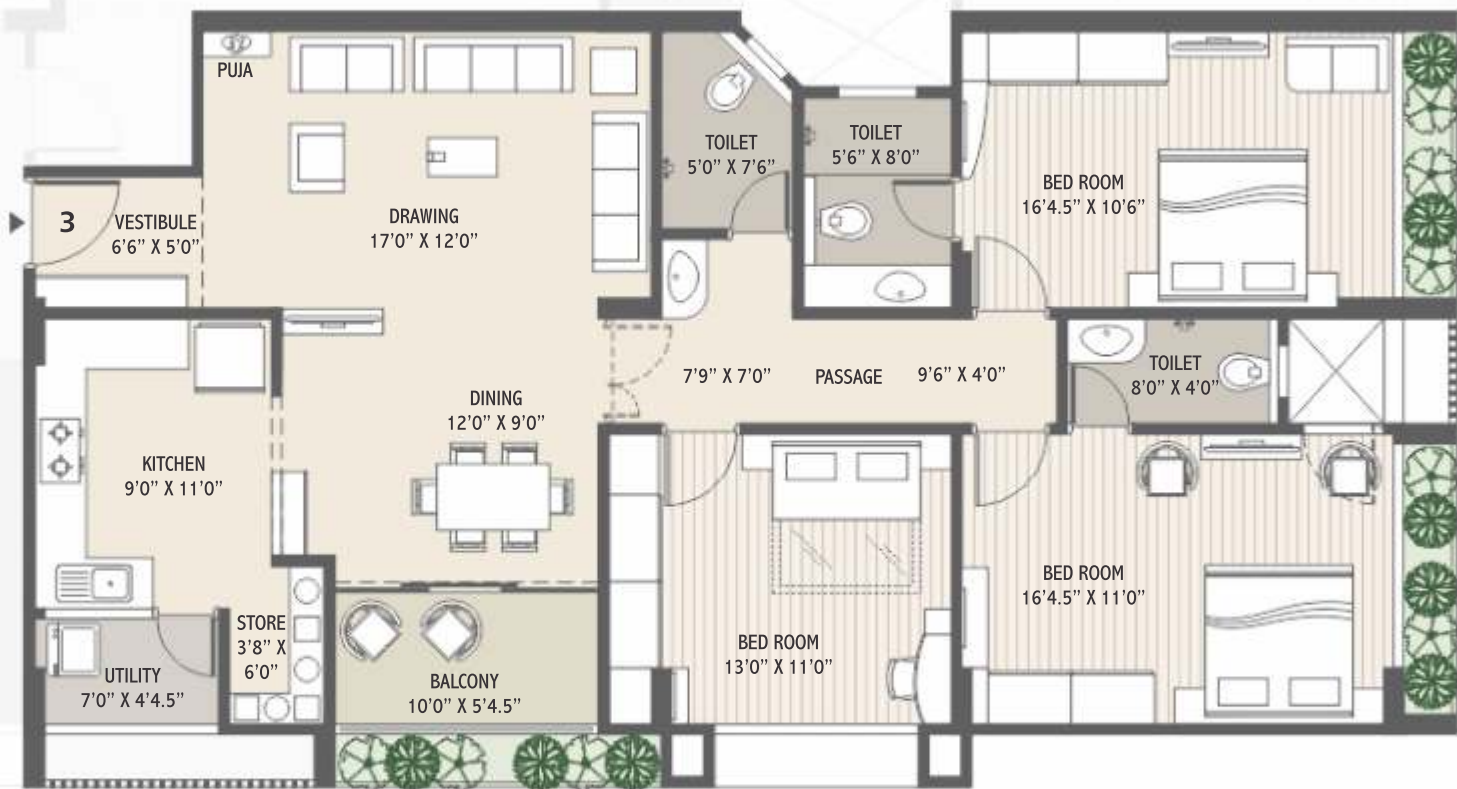 PUJA
TOILET
5'0" X 7'6"
TOILET
5'6" X 8'0"
BED ROOM
16'4.5" X 10'6"
3
VESTIBULE
6'6" X 5'0"
DRAWING
17'0" X 12'0"
7'9" X 7'0"
PASSAGE
9'6" X 4'0"
TOILET
8'0" X 4'0"
DINING
12'0" X 9'0"
KITCHEN
9'0" X 11'0"
STORE
3'8" X
6'0"
UTILITY
7'0" X 4'4.5"
BALCONY
10'0" X 5'4.5"
BED ROOM
13'0" X 11'0"
BED ROOM
16'4.5" X 11'0"